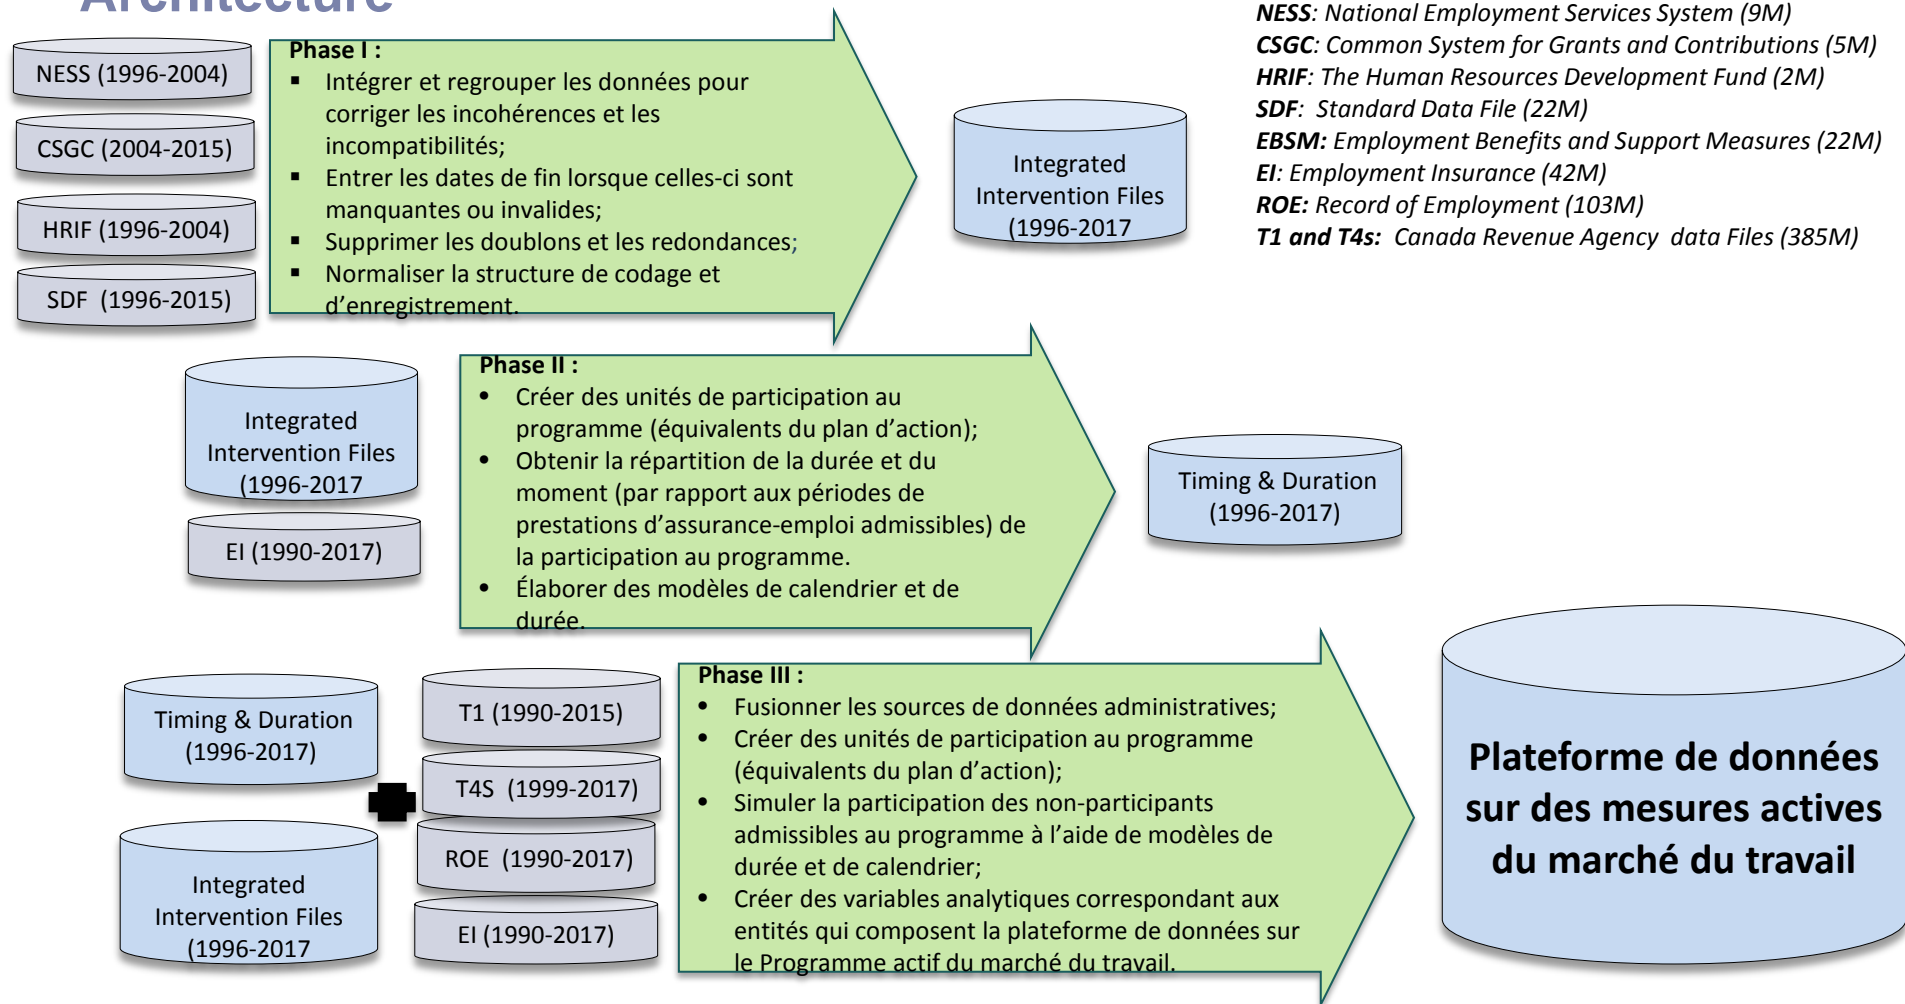 Architecture
NESS (1996-2004)
CSGC (2004-2015)
HRIF (1996-2004)
SDF (1996-2015)
Phase I :
▪ Intégrer et regrouper les données pour
corriger les incohérences et les
incompatibilités;
▪ Entrer les dates de fin lorsque celles-ci sont
manquantes ou invalides;
▪ Supprimer les doublons et les redondances;
▪ Normaliser la structure de codage et
d’enregistrement.
Integrated
Intervention Files
(1996-2017
NESS: National Employment Services System (9M)
CSGC: Common System for Grants and Contributions (5M)
HRIF: The Human Resources Development Fund (2M)
SDF: Standard Data File (22M)
EBSM: Employment Benefits and Support Measures (22M)
EI: Employment Insurance (42M)
ROE: Record of Employment (103M)
T1 and T4s: Canada Revenue Agency data Files (385M)
Integrated
Intervention Files
(1996-2017
EI (1990-2017)
Phase II :
• Créer des unités de participation au
programme (équivalents du plan d’action);
• Obtenir la répartition de la durée et du
moment (par rapport aux périodes de
prestations d’assurance-emploi admissibles) de
la participation au programme.
• Élaborer des modèles de calendrier et de
durée.
Timing & Duration
(1996-2017)
Timing & Duration
(1996-2017)
Integrated
Intervention Files
(1996-2017
T1 (1990-2015)
T4S (1999-2017)
ROE (1990-2017)
EI (1990-2017)
Phase III :
• Fusionner les sources de données administratives;
• Créer des unités de participation au programme
(équivalents du plan d’action);
• Simuler la participation des non-participants
admissibles au programme à l’aide de modèles de
durée et de calendrier;
• Créer des variables analytiques correspondant aux
entités qui composent la plateforme de données sur
le Programme actif du marché du travail.
Plateforme de données
sur des mesures actives
du marché du travail